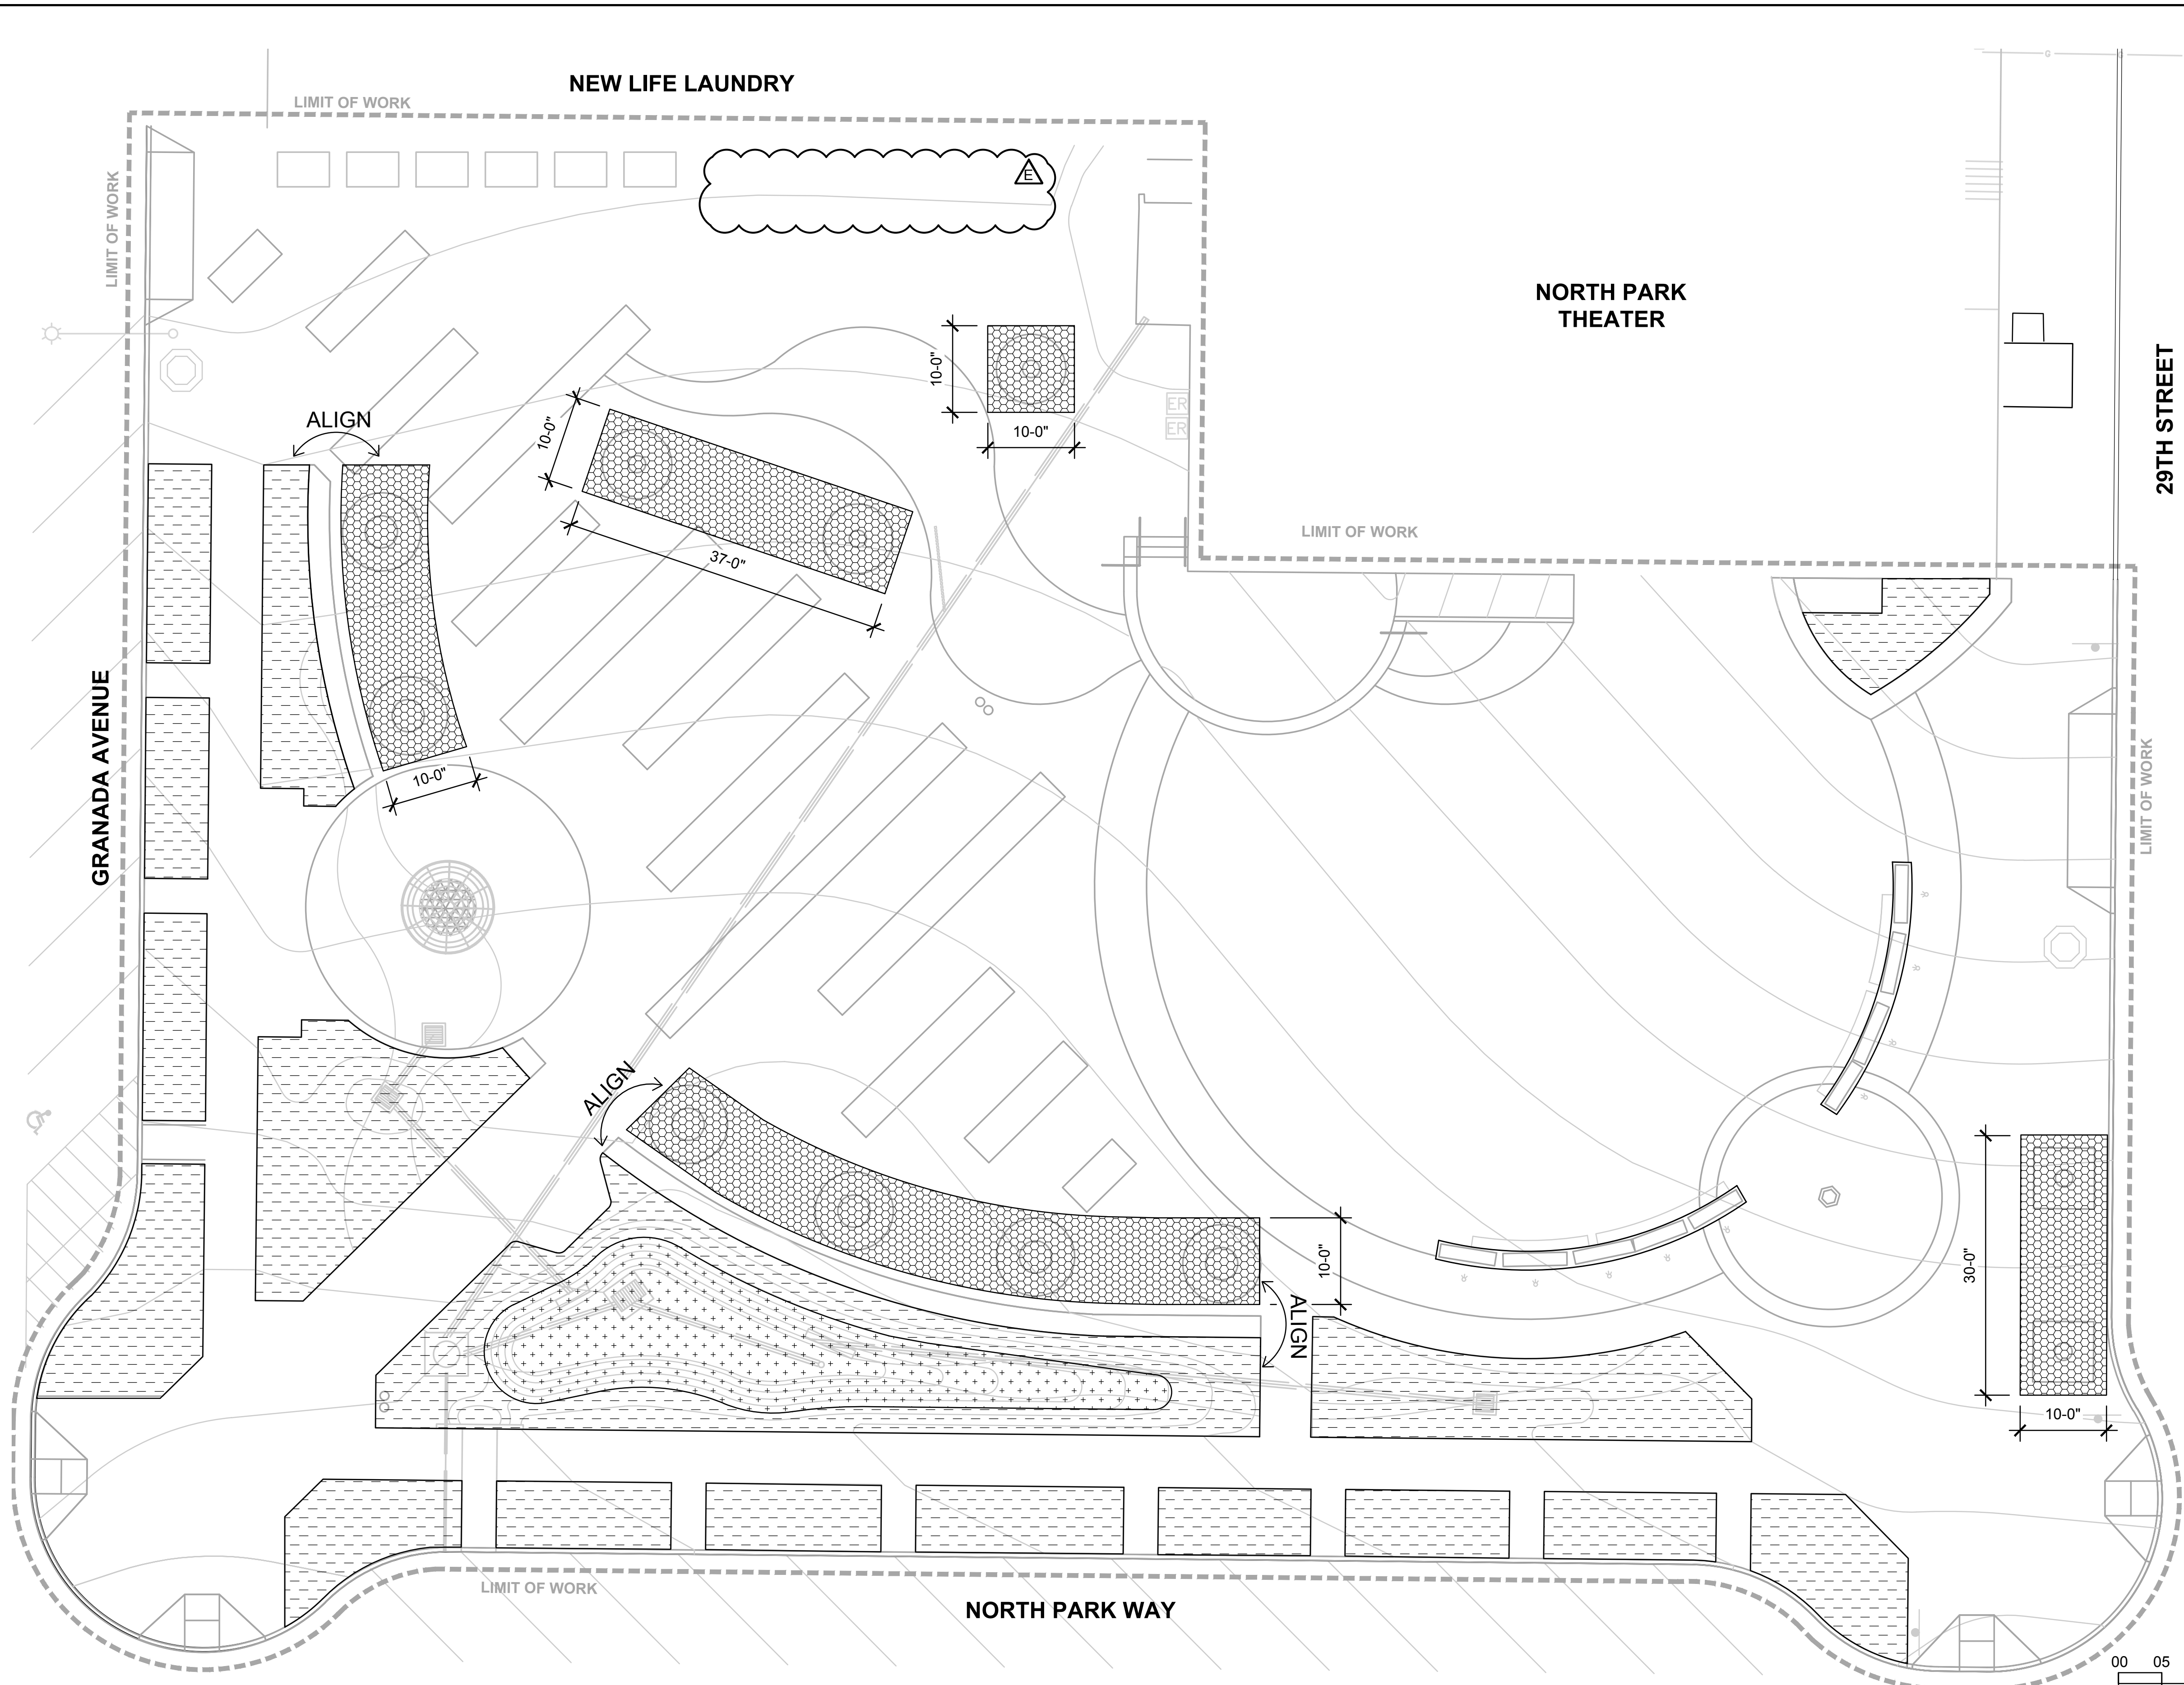 NEW LIFE LAUNDRY
LIMIT OF WORK
LIMIT OF WORK
E
NORTH PARK
THEATER
29TH STREET
10-0"
10-0"
ER
ER
ALIGN
10-0"
37-0"
LIMIT OF WORK
GRANADA AVENUE
10-0"
LIMIT OF WORK
ALIGN
10-0"
ALIGN
30-0"
10-0"
LIMIT OF WORK
NORTH PARK WAY
00 05
G